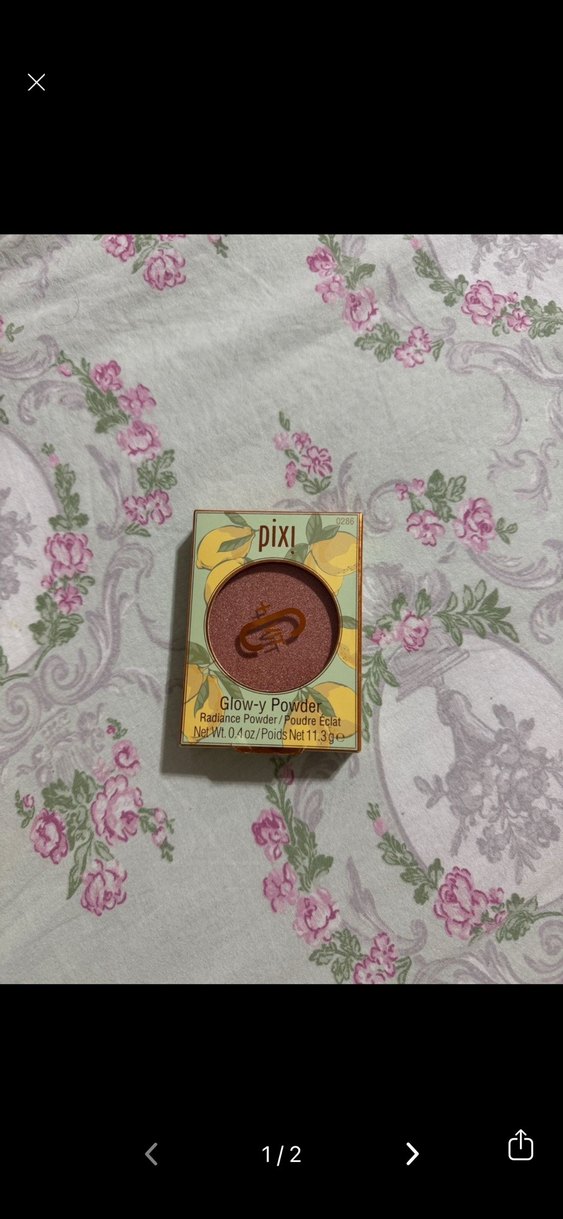 0286
pixi
Glow-y Powder
Radiance Powder / Poudre Éclat
Net Wt. 0.4 oz/Poids Net 11.3 g ℮
1 / 2